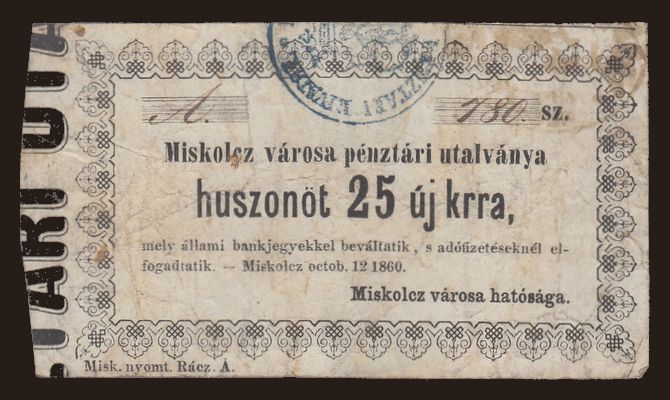 A. 780. sz.
Miskolcz városa pénztári utalványa
huszonöt 25 új krra,
mely állami bankjegyekkel beváltatik, s adófizetéseknél el-
fogadtatik. — Miskolcz octob. 12 1860.
Miskolcz városa hatósága.
Misk. nyomt. Rácz. Á.